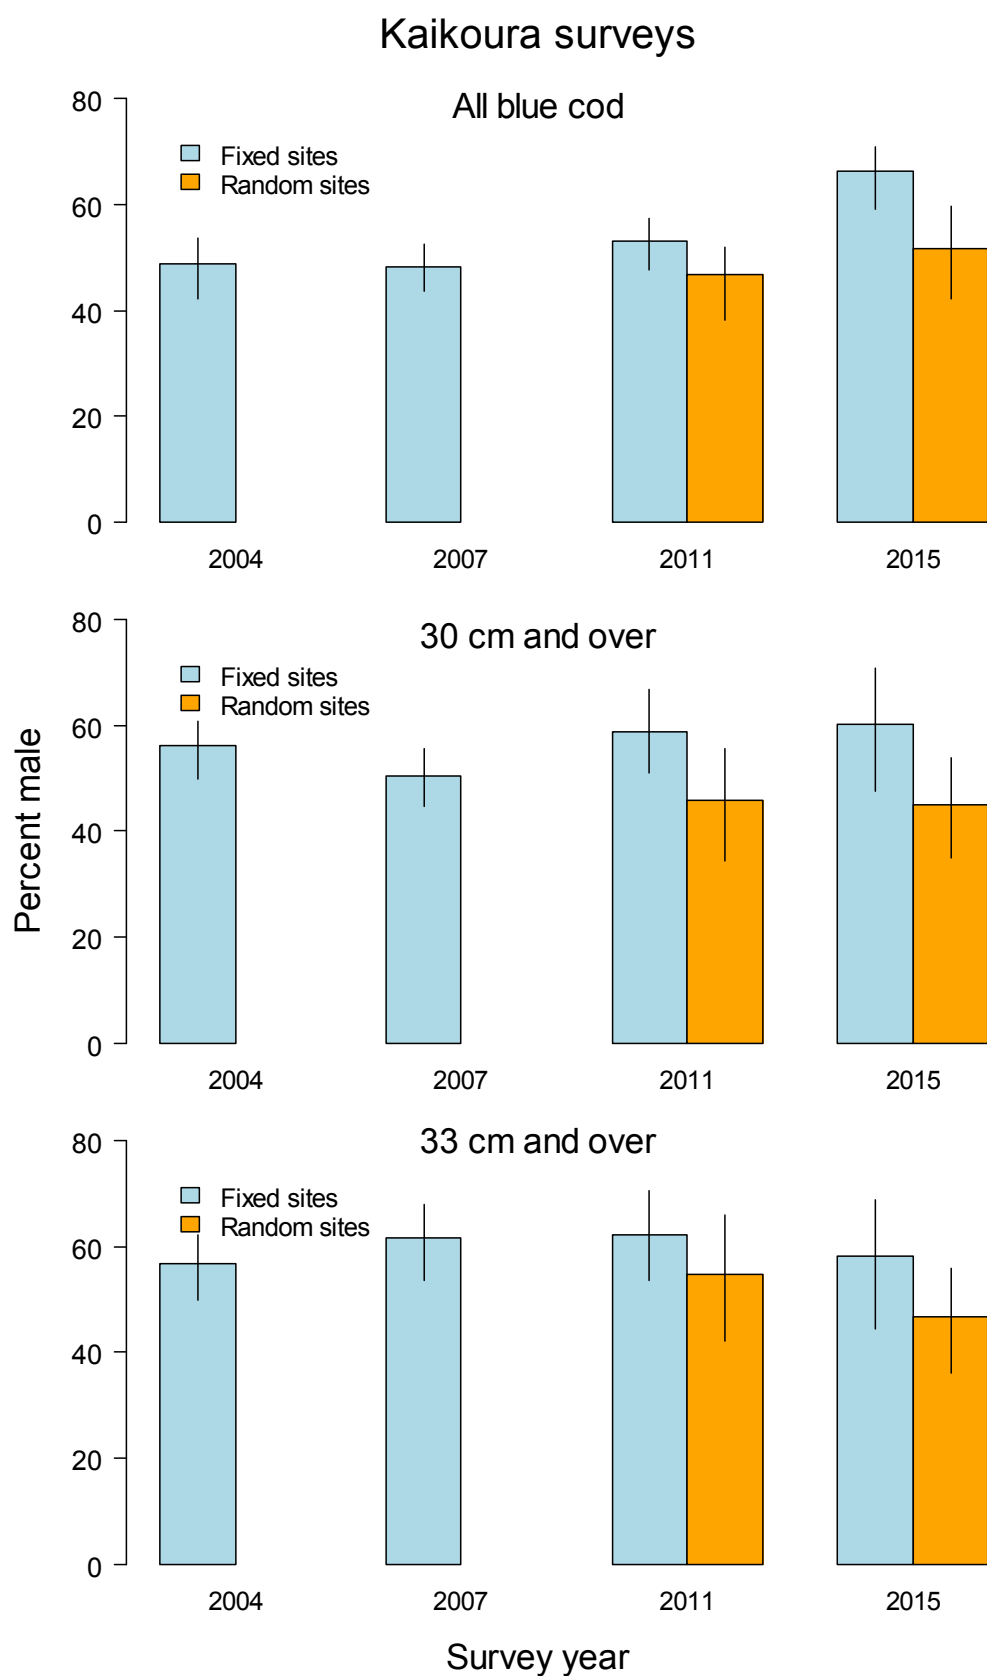 Kaikoura surveys
All blue cod
80
60
40
20
0
Fixed sites
Random sites
2004 2007 2011 2015
30 cm and over
80
60
40
20
0
Fixed sites
Random sites
2004 2007 2011 2015
Percent male
33 cm and over
80
60
40
20
0
Fixed sites
Random sites
2004 2007 2011 2015
Survey year